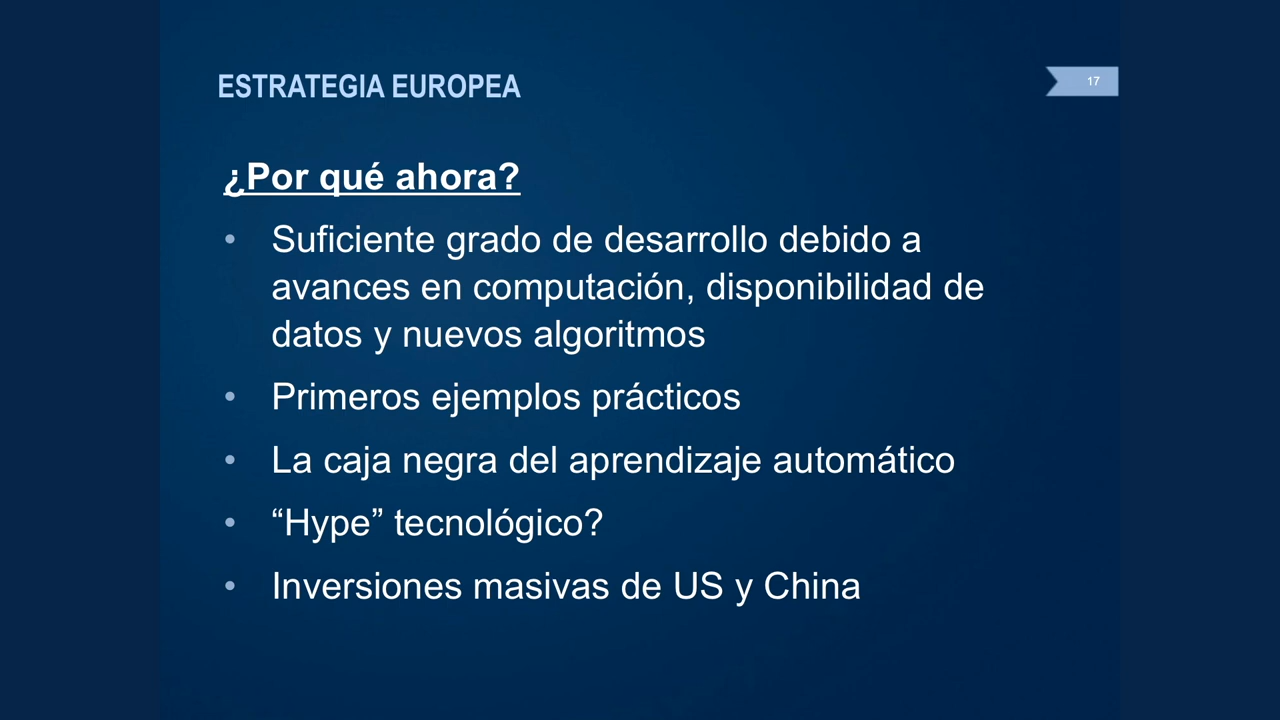 ESTRATEGIA EUROPEA
17
¿Por qué ahora?
• Suficiente grado de desarrollo debido a
avances en computación, disponibilidad de
datos y nuevos algoritmos
• Primeros ejemplos prácticos
• La caja negra del aprendizaje automático
• “Hype” tecnológico?
• Inversiones masivas de US y China